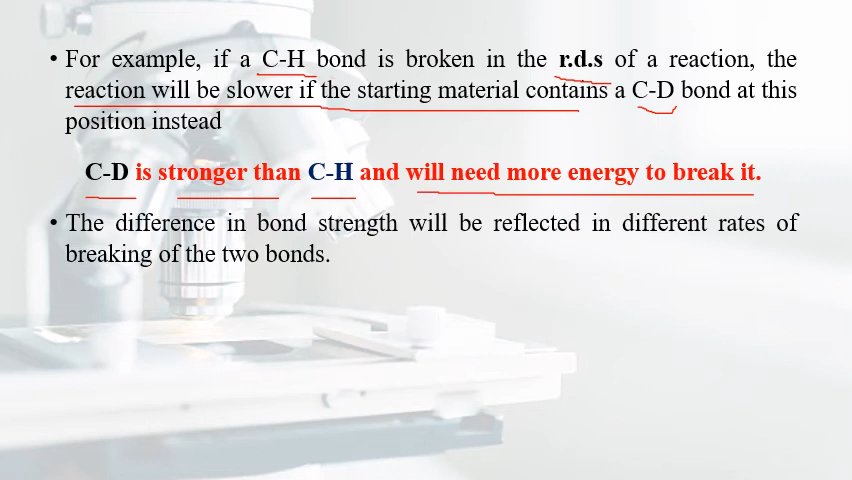 • For example, if a C-H bond is broken in the r.d.s of a reaction, the
reaction will be slower if the starting material contains a C-D bond at this
position instead
C-D is stronger than C-H and will need more energy to break it.
• The difference in bond strength will be reflected in different rates of
breaking of the two bonds.